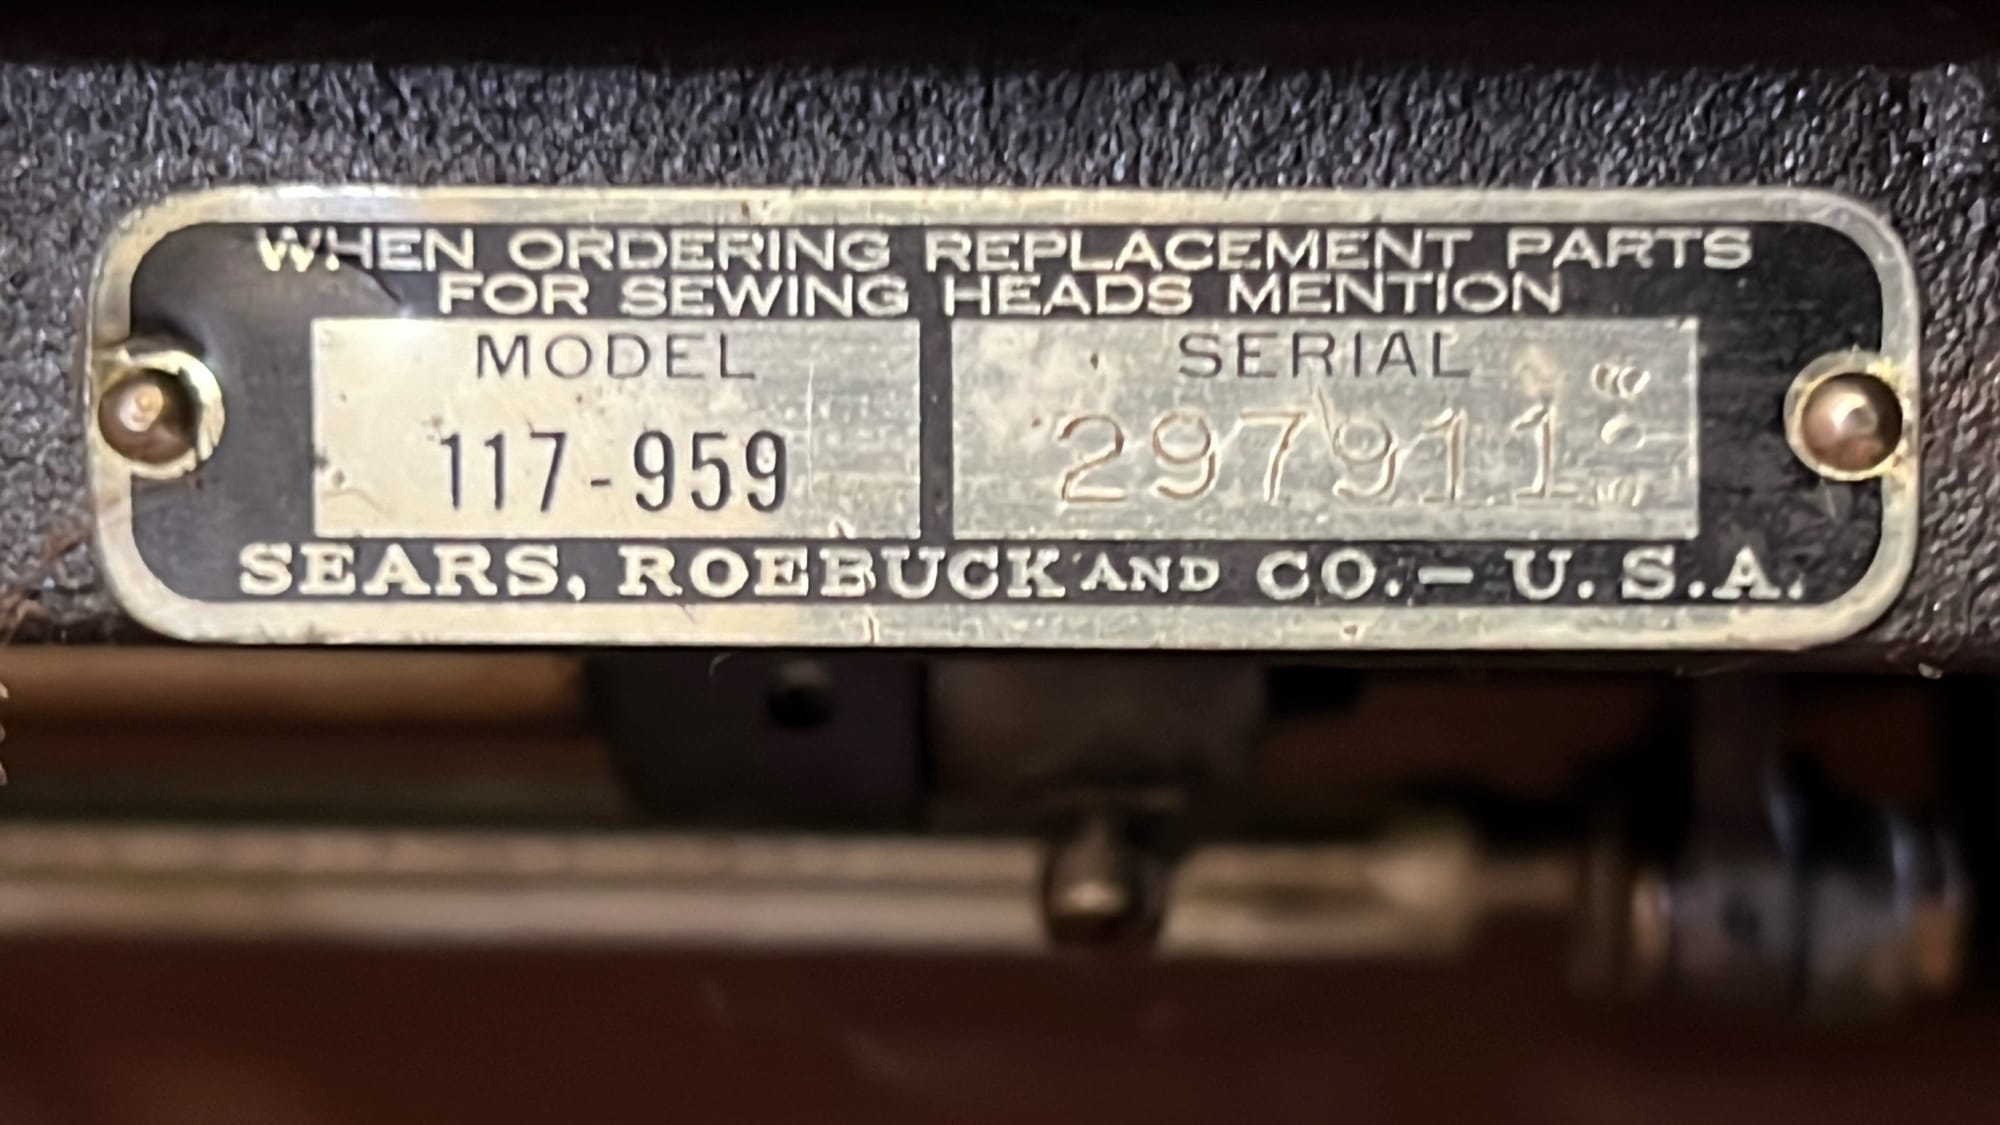 WHEN ORDERING REPLACEMENT PARTS
FOR SEWING HEADS MENTION
MODEL
117-959
SERIAL
297911
SEARS, ROEBUCK AND CO. – U.S.A.